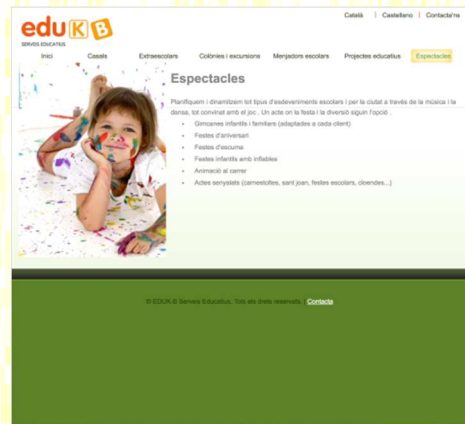 Català | Castellano | Contacta'ns
edu K B
SERVEIS EDUCATIUS
Inici Casals Extraescolars Colònies i excursions Menjadors escolars Projectes educatius Espectacles
Espectacles
Planifiquem i dinamitzem tot tipus d'esdeveniments escolars i per la ciutat a través de la música i la
dansa, tot convinat amb el joc . Un acte on la festa i la diversió siguin l'opció .
Gimcanes infantils i familiars (adaptades a cada client)
Festes d'aniversari
Festes d'escuma
Festes infantils amb inflables
Animació al carrer
Actes senyalats (carnestoltes, sant joan, festes escolars, cloendes...)
© EDUK-B Serveis Educatius. Tots els drets reservats. | Contacta